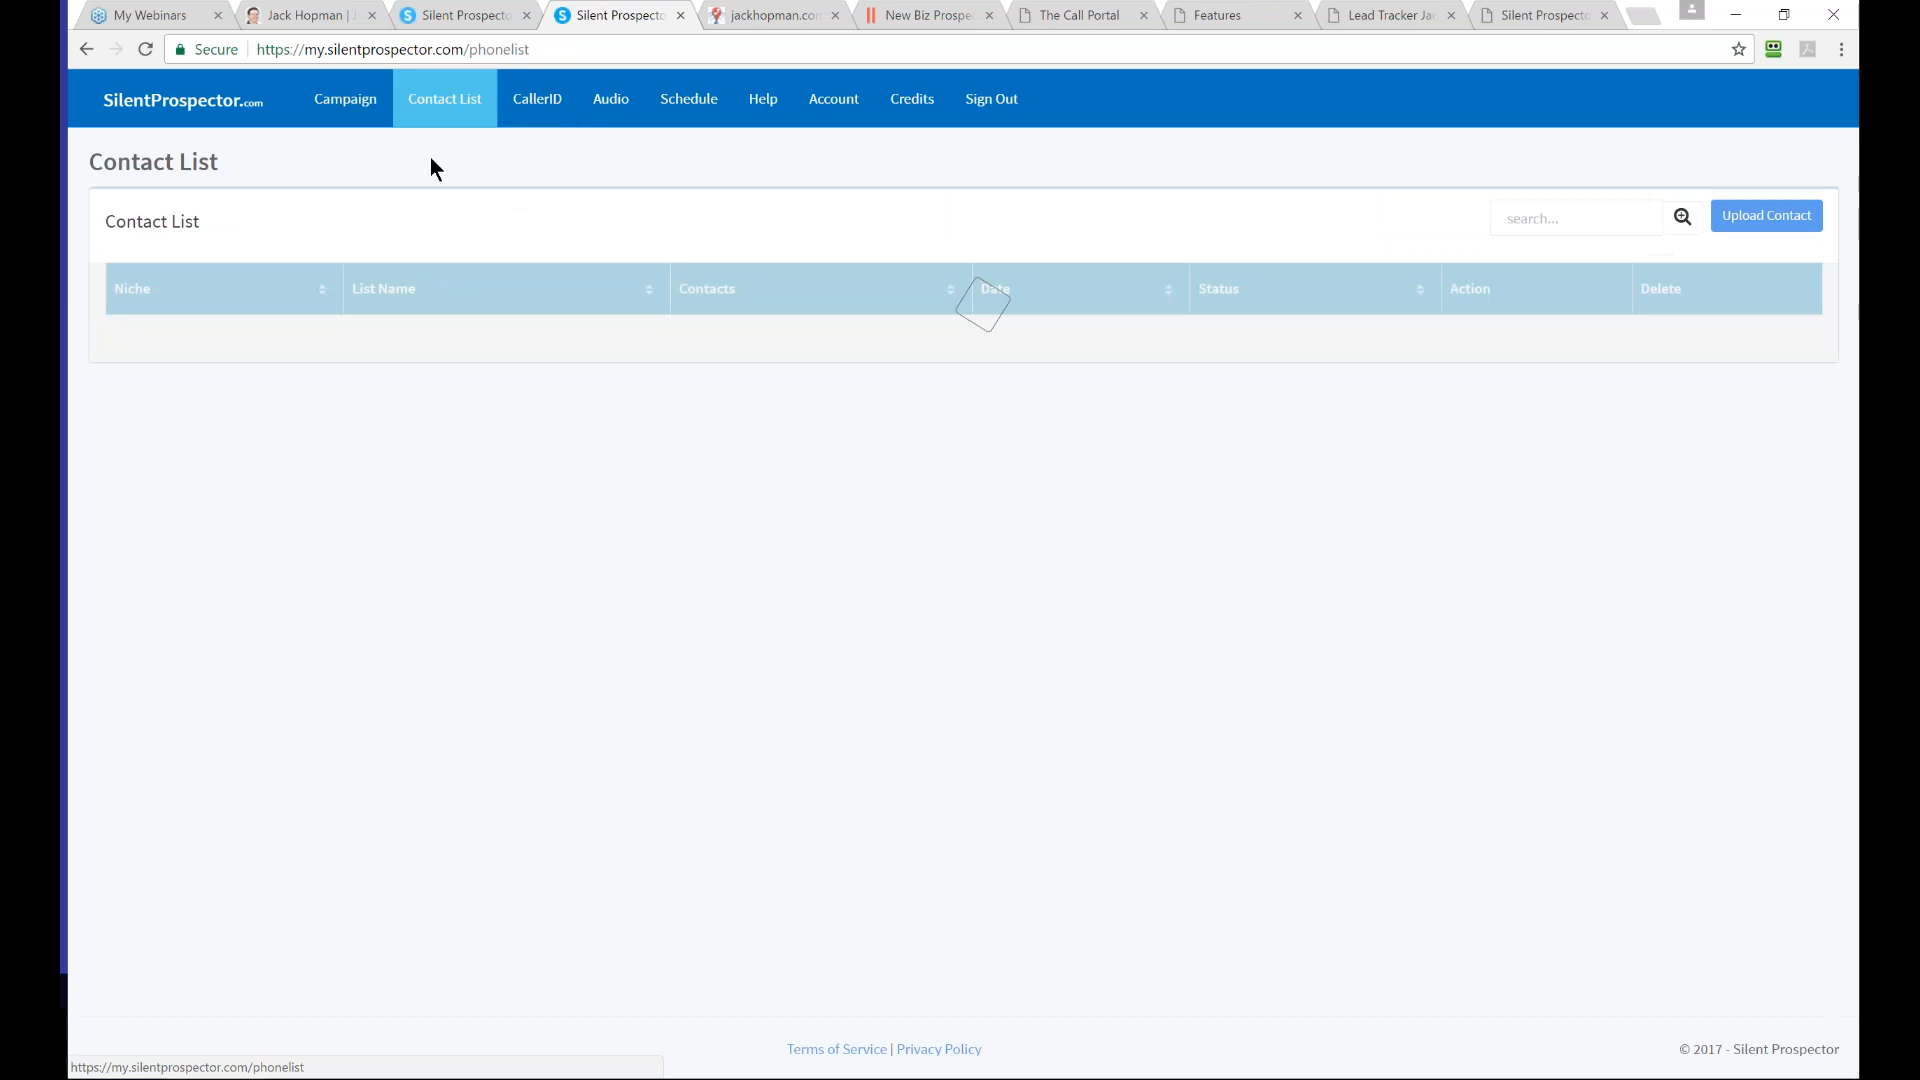 My Webinars
Jack Hopman |
Silent Prospecto
Silent Prospecto
jackhopman.com
New Biz Prospe
The Call Portal
Features
Lead Tracker Jac
Silent Prospecto
Secure https://my.silentprospector.com/phonelist
SilentProspector.com Campaign Contact List CallerID Audio Schedule Help Account Credits Sign Out
Contact List
Contact List search... Upload Contact
Niche List Name Contacts Date Status Action Delete
Terms of Service | Privacy Policy © 2017 - Silent Prospector
https://my.silentprospector.com/phonelist